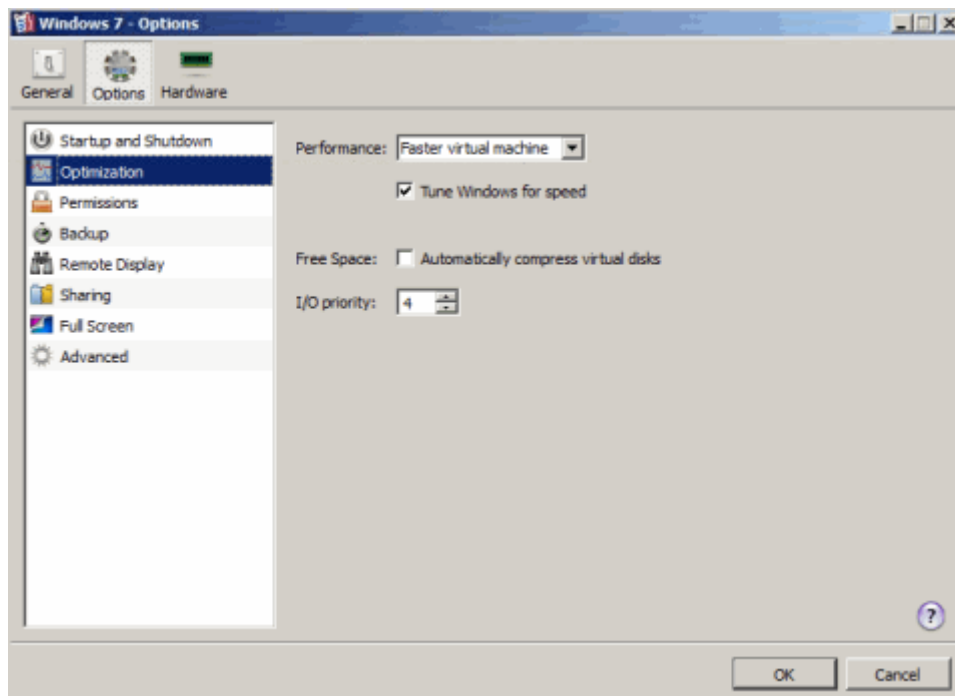 Windows 7 - Options
General Options Hardware
Startup and Shutdown
Optimization
Permissions
Backup
Remote Display
Sharing
Full Screen
Advanced
Performance: Faster virtual machine
Tune Windows for speed
Free Space: Automatically compress virtual disks
I/O priority: 4
?
OK Cancel